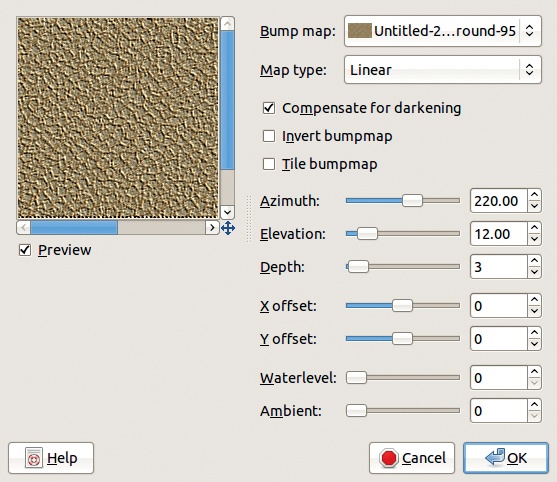 Bump map: Untitled-2...round-95
Map type: Linear
Compensate for darkening
Invert bumpmap
Tile bumpmap
Azimuth: 220.00
Elevation: 12.00
Depth: 3
X offset: 0
Y offset: 0
Waterlevel: 0
Ambient: 0
Preview
Help
Cancel
OK